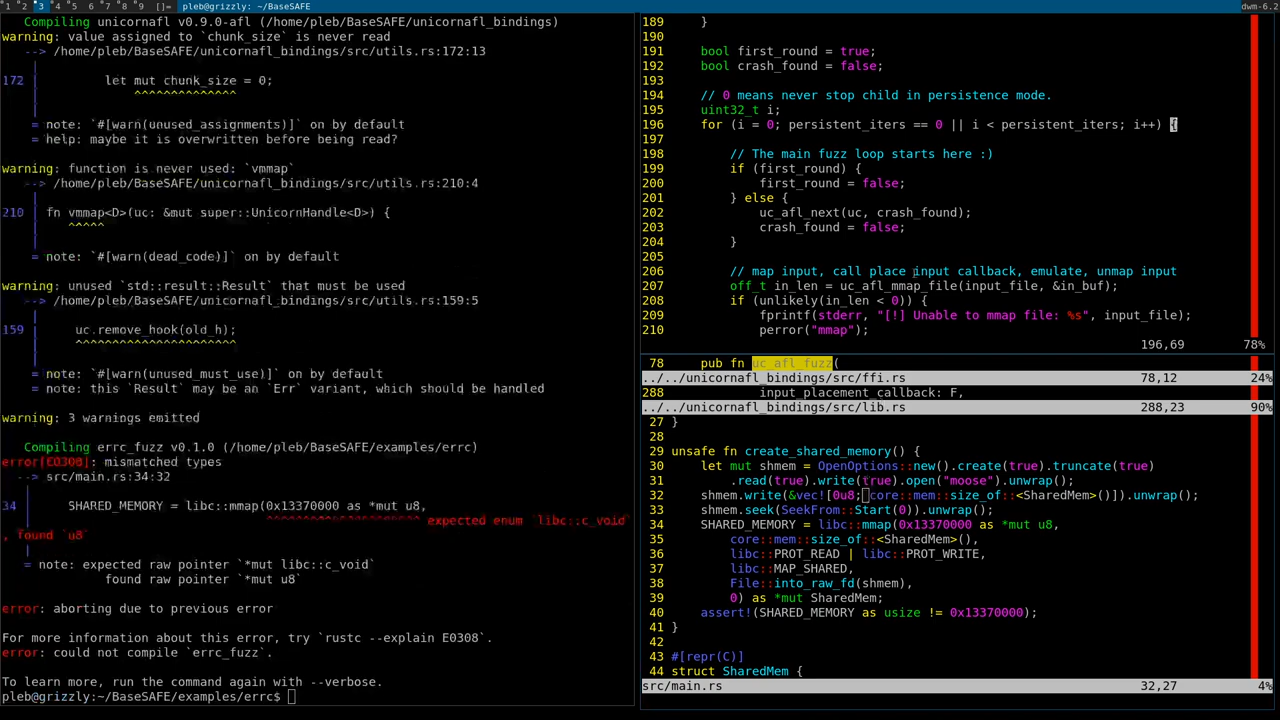 1 2 3 4 5 6 7 8 9 []= pleb@grizzly: ~/BaseSAFE dwm-6.2
Compiling unicornafl v0.9.0-afl (/home/pleb/BaseSAFE/unicornafl_bindings)
warning: value assigned to `chunk_size` is never read
--> /home/pleb/BaseSAFE/unicornafl_bindings/src/utils.rs:172:13
|
172 |         let mut chunk_size = 0;
|             ^^^^^^^^^^^^^^
|
= note: `#[warn(unused_assignments)]` on by default
= help: maybe it is overwritten before being read?
warning: function is never used: `vmmap`
--> /home/pleb/BaseSAFE/unicornafl_bindings/src/utils.rs:210:4
|
210 | fn vmmap<D>(uc: &mut super::UnicornHandle<D>) {
|    ^^^^^
|
= note: `#[warn(dead_code)]` on by default
warning: unused `std::result::Result` that must be used
--> /home/pleb/BaseSAFE/unicornafl_bindings/src/utils.rs:159:5
|
159 |     uc.remove_hook(old_h);
|     ^^^^^^^^^^^^^^^^^^^^^^
|
= note: `#[warn(unused_must_use)]` on by default
= note: this `Result` may be an `Err` variant, which should be handled
warning: 3 warnings emitted
Compiling errc_fuzz v0.1.0 (/home/pleb/BaseSAFE/examples/errc)
error[E0308]: mismatched types
--> src/main.rs:34:32
|
34 |     SHARED_MEMORY = libc::mmap(0x13370000 as *mut u8,
|                                ^^^^^^^^^^^^^^^^^^^^^ expected enum `libc::c_void`
, found `u8`
|
= note: expected raw pointer `*mut libc::c_void`
found raw pointer `*mut u8`
error: aborting due to previous error
For more information about this error, try `rustc --explain E0308`.
error: could not compile `errc_fuzz`.
To learn more, run the command again with --verbose.
pleb@grizzly:~/BaseSAFE/examples/errc$
189     }
190
191     bool first_round = true;
192     bool crash_found = false;
193
194     // 0 means never stop child in persistence mode.
195     uint32_t i;
196     for (i = 0; persistent_iters == 0 || i < persistent_iters; i++) {
197
198         // The main fuzz loop starts here :)
199         if (first_round) {
200             first_round = false;
201         } else {
202             uc_afl_next(uc, crash_found);
203             crash_found = false;
204         }
205
206         // map input, call place input callback, emulate, unmap input
207         off_t in_len = uc_afl_mmap_file(input_file, &in_buf);
208         if (unlikely(in_len < 0)) {
209             fprintf(stderr, "[!] Unable to mmap file: %s", input_file);
210             perror("mmap");
196,69 78%
78     pub fn uc_afl_fuzz(
../../unicornafl_bindings/src/ffi.rs 78,12 24%
288             input_placement_callback: F,
../../unicornafl_bindings/src/lib.rs 288,23 90%
27 }
28
29 unsafe fn create_shared_memory() {
30     let mut shmem = OpenOptions::new().create(true).truncate(true)
31         .read(true).write(true).open("moose").unwrap();
32     shmem.write(&vec![0u8; core::mem::size_of::<SharedMem>()]).unwrap();
33     shmem.seek(SeekFrom::Start(0)).unwrap();
34     SHARED_MEMORY = libc::mmap(0x13370000 as *mut u8,
35         core::mem::size_of::<SharedMem>(),
36         libc::PROT_READ | libc::PROT_WRITE,
37         libc::MAP_SHARED,
38         File::into_raw_fd(shmem),
39         0) as *mut SharedMem;
40     assert!(SHARED_MEMORY as usize != 0x13370000);
41 }
42
43 #[repr(C)]
44 struct SharedMem {
src/main.rs 32,27 4%